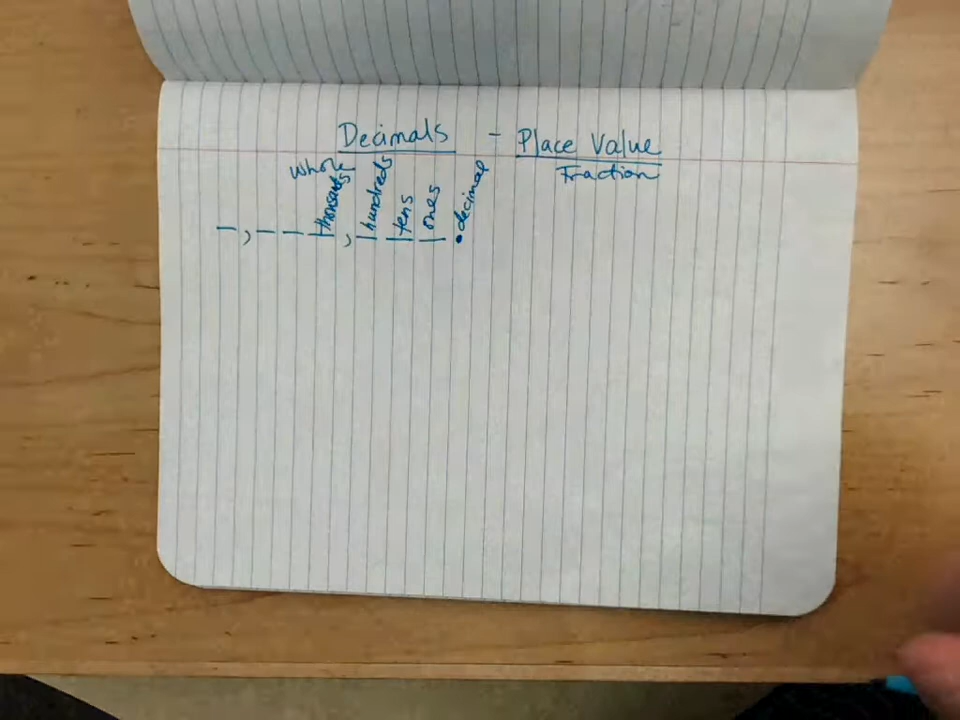 Decimals - Place Value
Whole
Fraction
_,_ _ thousands, hundreds tens ones . decimal